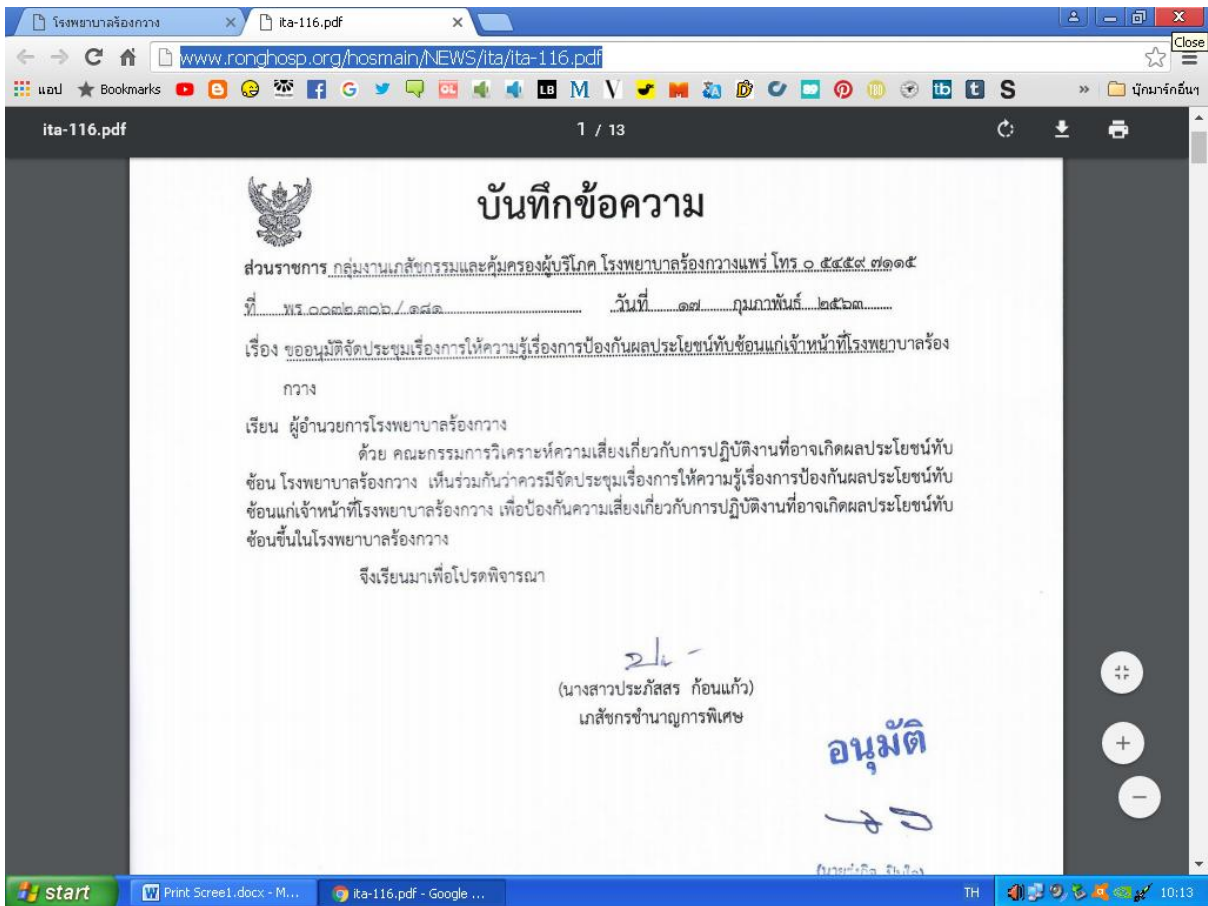 โรงพยาบาลร้องกวาง
ita-116.pdf
Close
www.ronghosp.org/hosmain/NEWS/ita/ita-116.pdf
แอป Bookmarks บุ๊กมาร์กอื่นๆ
ita-116.pdf 1 / 13
บันทึกข้อความ
ส่วนราชการ กลุ่มงานเภสัชกรรมและคุ้มครองผู้บริโภค โรงพยาบาลร้องกวางแพร่ โทร ๐ ๕๔๕๙ ๗๑๑๕
ที่ พร ๐๐๓๒.๓๐๖/๑๘๑ วันที่ ๑๗ กุมภาพันธ์ ๒๕๖๓
เรื่อง ขออนุมัติจัดประชุมเรื่องการให้ความรู้เรื่องการป้องกันผลประโยชน์ทับซ้อนแก่เจ้าหน้าที่โรงพยาบาลร้อง
กวาง
เรียน ผู้อำนวยการโรงพยาบาลร้องกวาง
ด้วย คณะกรรมการวิเคราะห์ความเสี่ยงเกี่ยวกับการปฏิบัติงานที่อาจเกิดผลประโยชน์ทับ
ซ้อน โรงพยาบาลร้องกวาง เห็นร่วมกันว่าควรมีจัดประชุมเรื่องการให้ความรู้เรื่องการป้องกันผลประโยชน์ทับ
ซ้อนแก่เจ้าหน้าที่โรงพยาบาลร้องกวาง เพื่อป้องกันความเสี่ยงเกี่ยวกับการปฏิบัติงานที่อาจเกิดผลประโยชน์ทับ
ซ้อนขึ้นในโรงพยาบาลร้องกวาง
จึงเรียนมาเพื่อโปรดพิจารณา
(นางสาวประภัสสร ก้อนแก้ว)
เภสัชกรชำนาญการพิเศษ
อนุมัติ
start Print Scree1.docx - M... ita-116.pdf - Google ... TH 10:13